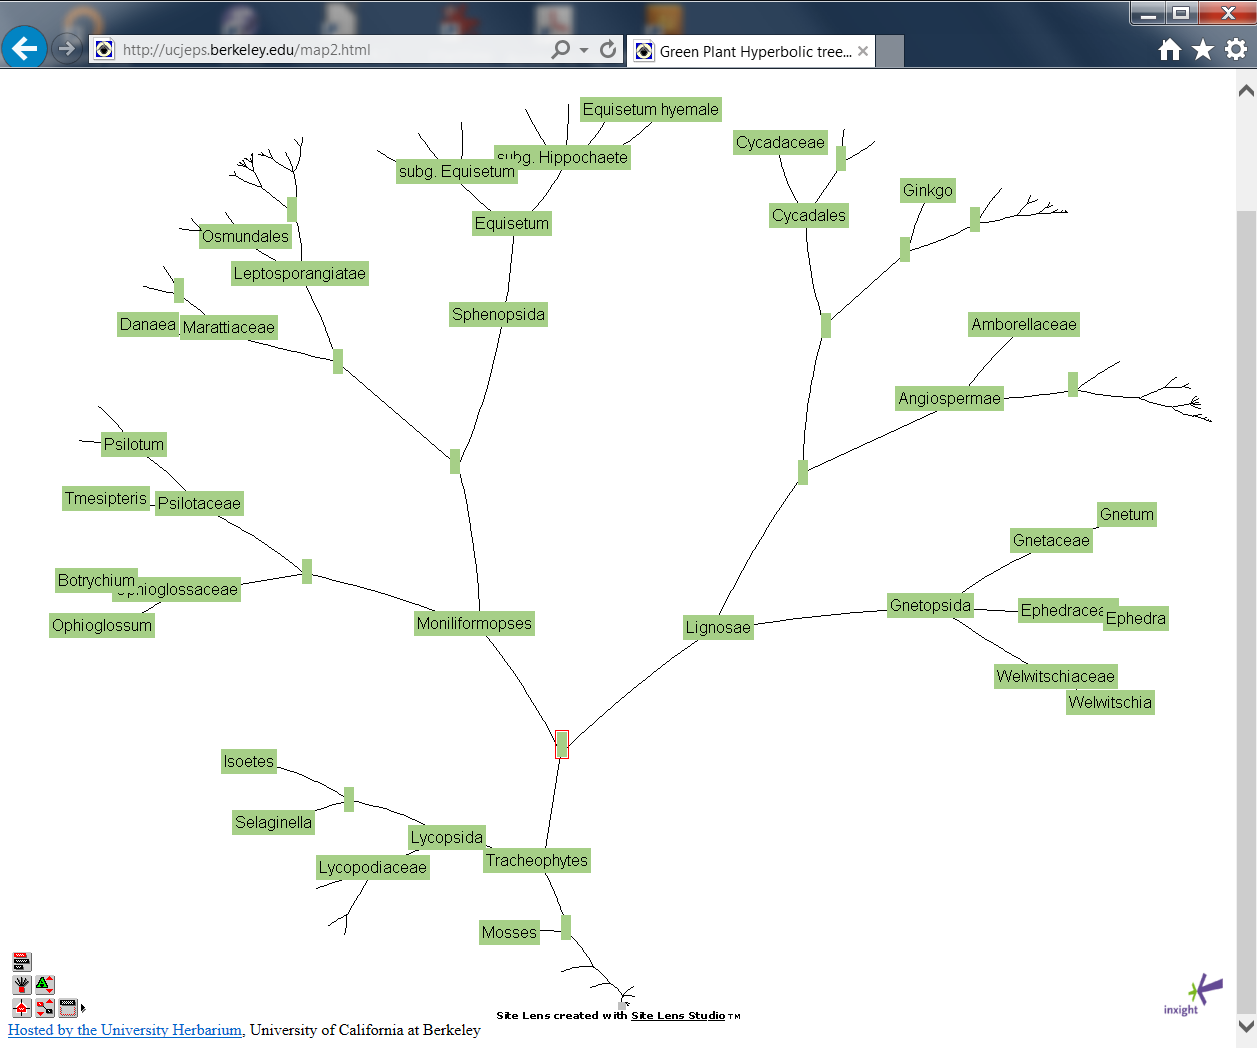 http://ucjeps.berkeley.edu/map2.html
Green Plant Hyperbolic tree...
Equisetum hyemale
Cycadaceae
subg. Hippochaete
subg. Equisetum
Ginkgo
Cycadales
Equisetum
Osmundales
Leptosporangiatae
Sphenopsida
Danaea
Marattiaceae
Amborellaceae
Angiospermae
Psilotum
Tmesipteris
Psilotaceae
Gnetum
Gnetaceae
Botrychium
phioglossaceae
Ophioglossum
Moniliformopses
Lignosae
Gnetopsida
Ephedracea
Ephedra
Welwitschiaceae
Welwitschia
Isoetes
Selaginella
Lycopsida
Lycopodiaceae
Tracheophytes
Mosses
inxight
Site Lens created with Site Lens Studio TM
Hosted by the University Herbarium, University of California at Berkeley